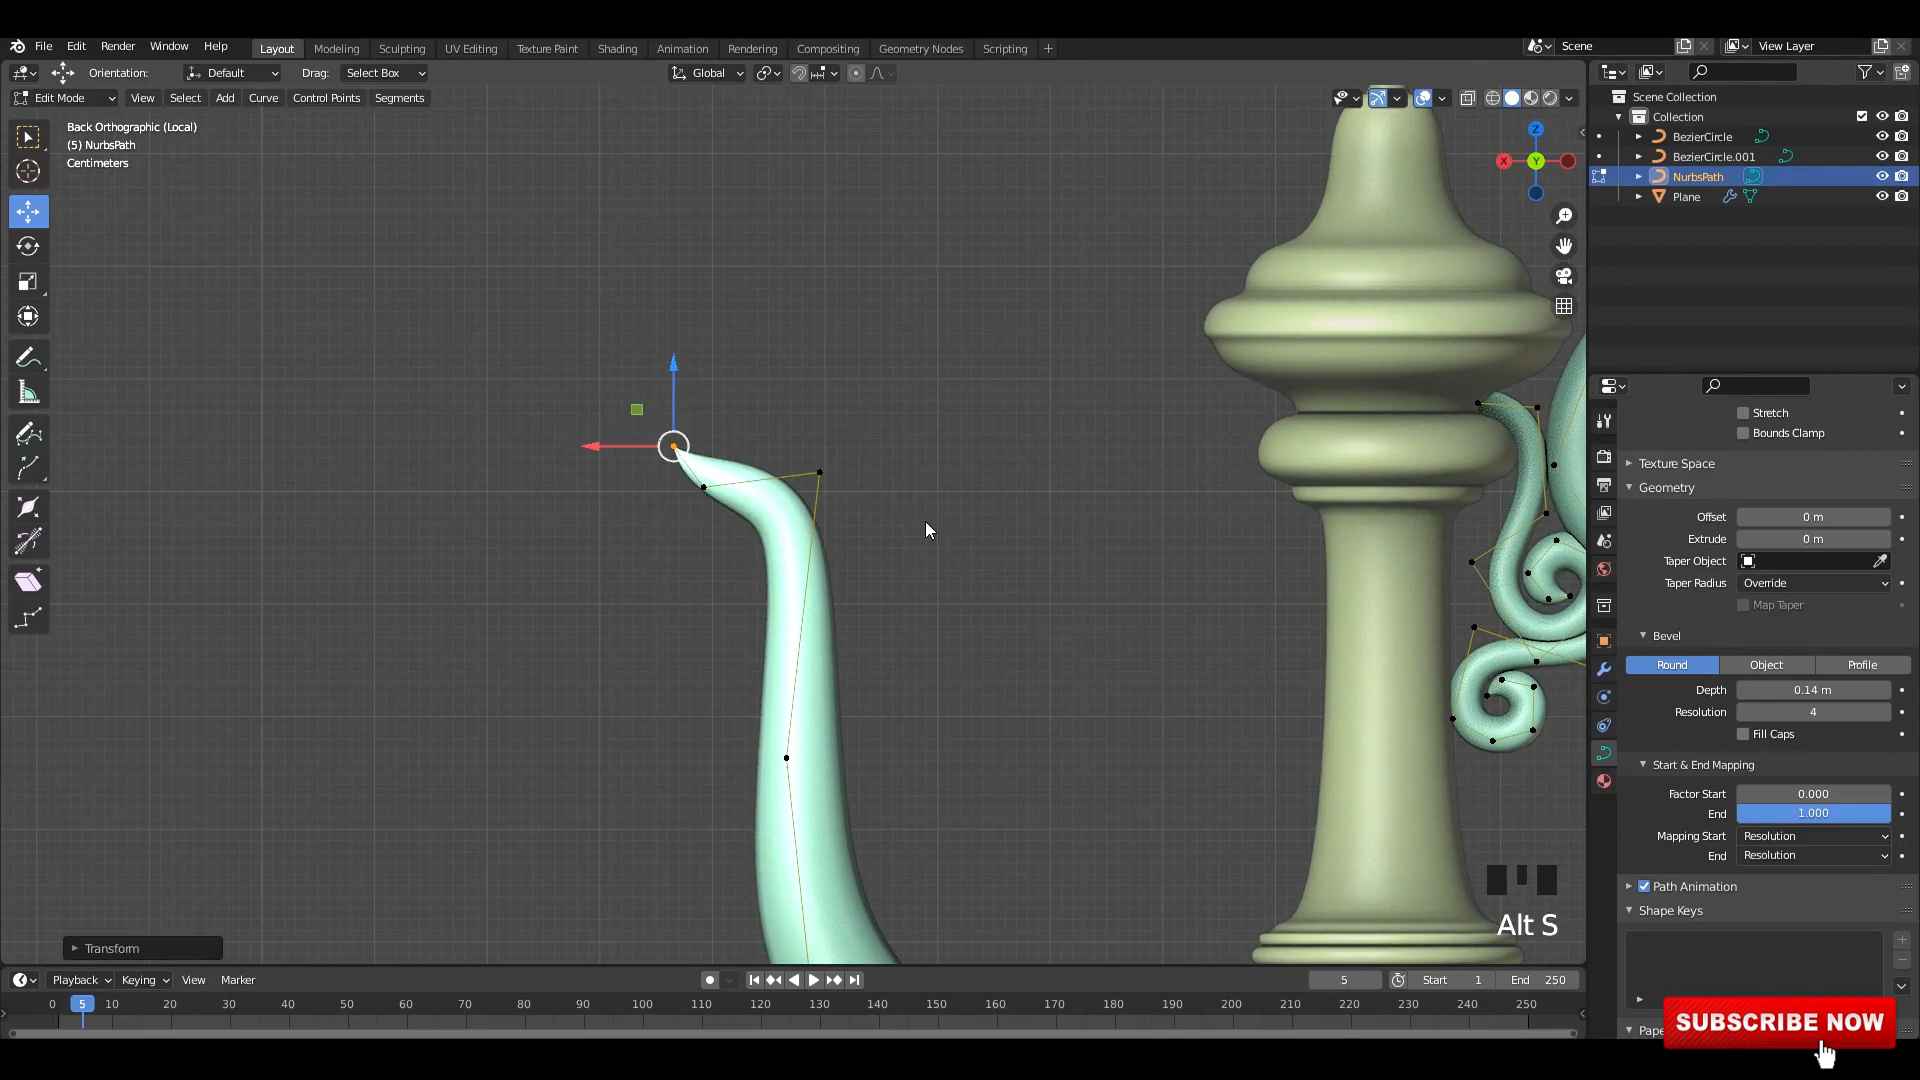 File Edit Render Window Help Layout Modeling Sculpting UV Editing Texture Paint Shading Animation Rendering Compositing Geometry Nodes Scripting + Scene View Layer
Orientation: Default Drag: Select Box Global
Edit Mode View Select Add Curve Control Points Segments
Back Orthographic (Local)
(5) NurbsPath
Centimeters
Z
X
Y
Scene Collection
Collection
BezierCircle
BezierCircle.001
NurbsPath
Plane
Stretch
Bounds Clamp
Texture Space
Geometry
Offset 0 m
Extrude 0 m
Taper Object
Taper Radius Override
Map Taper
Bevel
Round Object Profile
Depth 0.14 m
Resolution 4
Fill Caps
Start & End Mapping
Factor Start 0.000
End 1.000
Mapping Start Resolution
End Resolution
Path Animation
Shape Keys
Alt S
Transform
Playback Keying View Marker 5 Start 1 End 250
0 5 10 20 30 40 50 60 70 80 90 100 110 120 130 140 150 160 170 180 190 200 210 220 230 240 250
SUBSCRIBE NOW